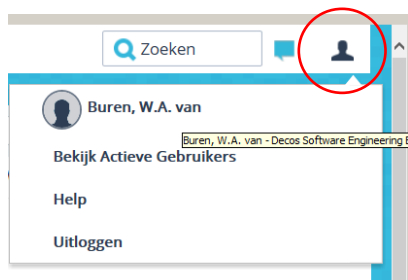 Zoeken
Buren, W.A. van
Buren, W.A. van - Decos Software Engineering
Bekijk Actieve Gebruikers
Help
Uitloggen